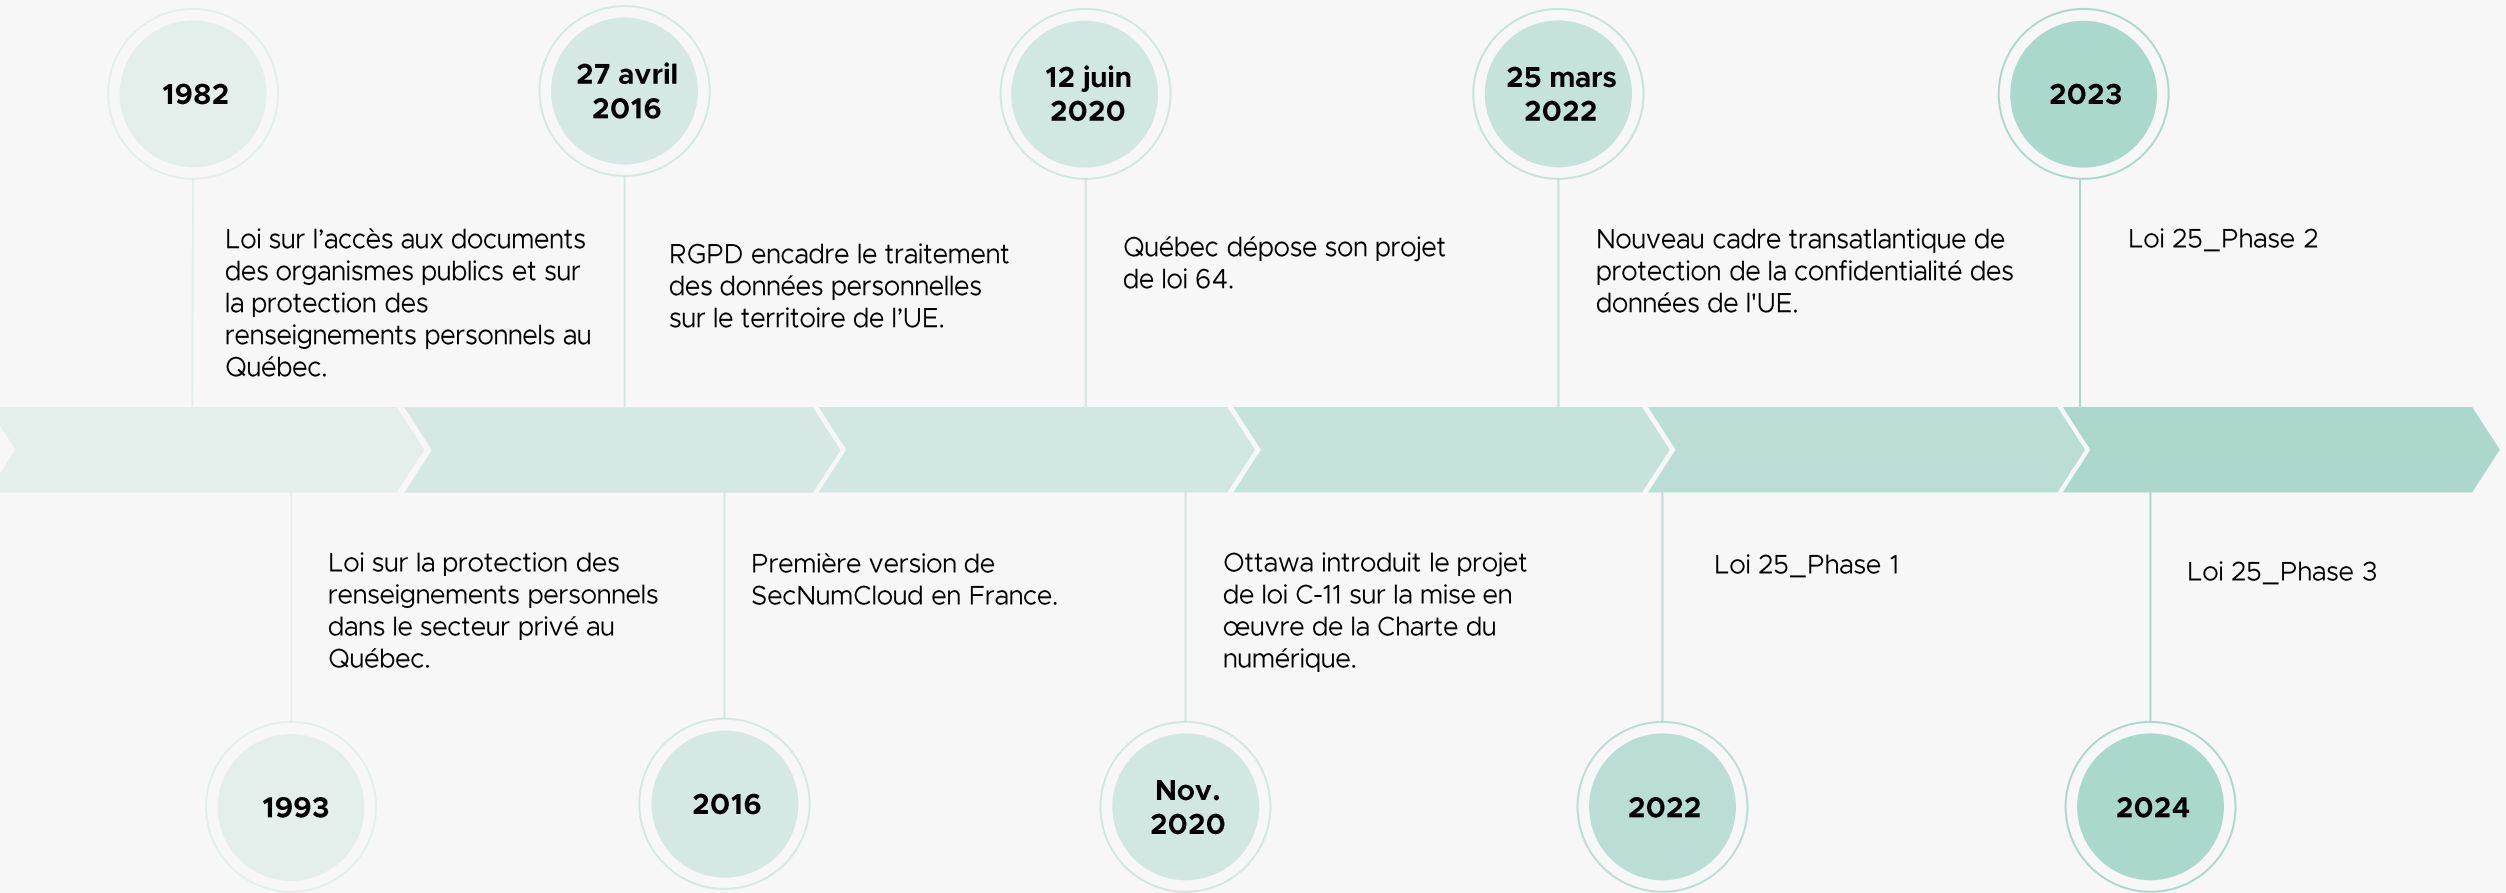 1982
27 avril
2016
12 juin
2020
25 mars
2022
2023
Loi sur l’accès aux documents
des organismes publics et sur
la protection des
renseignements personnels au
Québec.
RGPD encadre le traitement
des données personnelles
sur le territoire de l’UE.
Québec dépose son projet
de loi 64.
Nouveau cadre transatlantique de
protection de la confidentialité des
données de l'UE.
Loi 25_Phase 2
Loi sur la protection des
renseignements personnels
dans le secteur privé au
Québec.
Première version de
SecNumCloud en France.
Ottawa introduit le projet
de loi C-11 sur la mise en
œuvre de la Charte du
numérique.
Loi 25_Phase 1
Loi 25_Phase 3
1993
2016
Nov.
2020
2022
2024